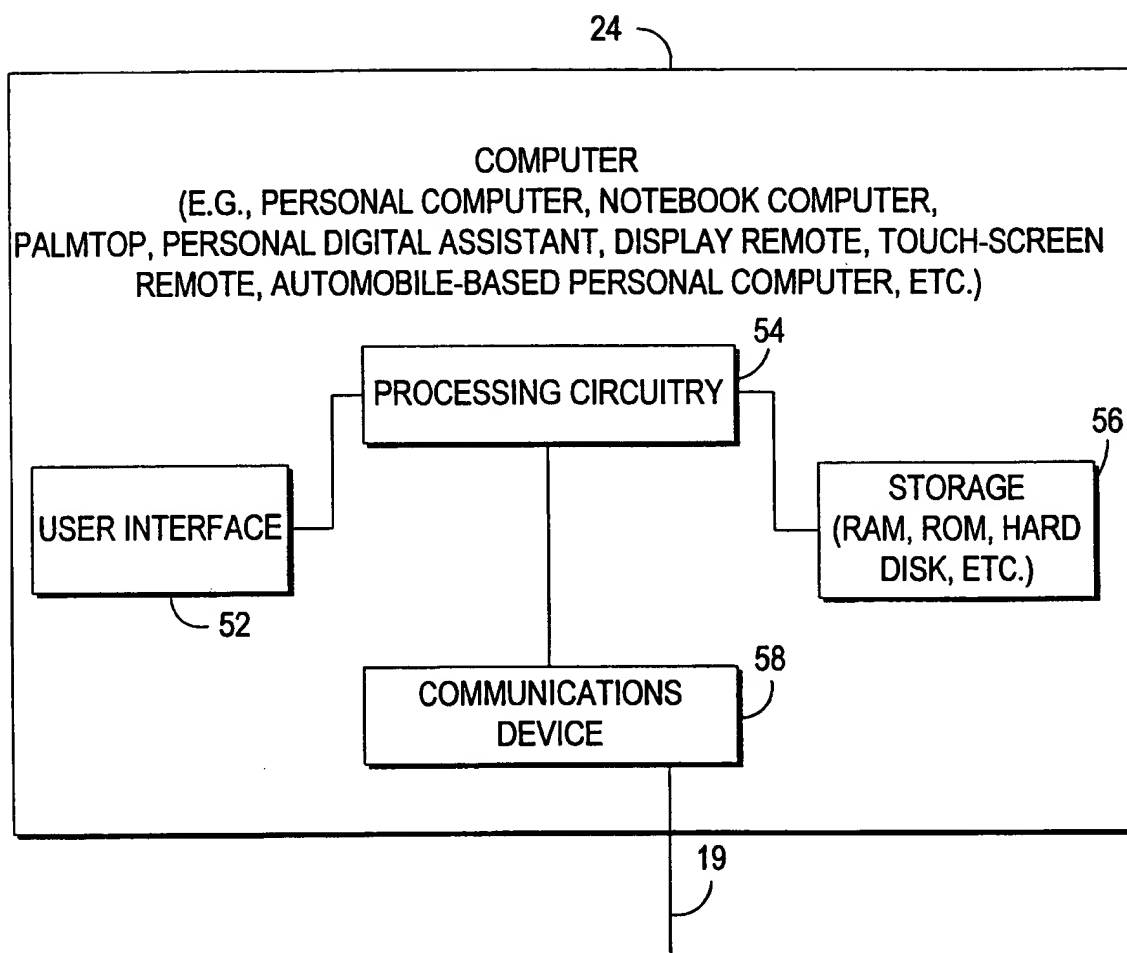 24
COMPUTER
(E.G., PERSONAL COMPUTER, NOTEBOOK COMPUTER,
PALMTOP, PERSONAL DIGITAL ASSISTANT, DISPLAY REMOTE, TOUCH-SCREEN
REMOTE, AUTOMOBILE-BASED PERSONAL COMPUTER, ETC.)
54
PROCESSING CIRCUITRY
56
USER INTERFACE
STORAGE
(RAM, ROM, HARD
DISK, ETC.)
52
58
COMMUNICATIONS
DEVICE
19